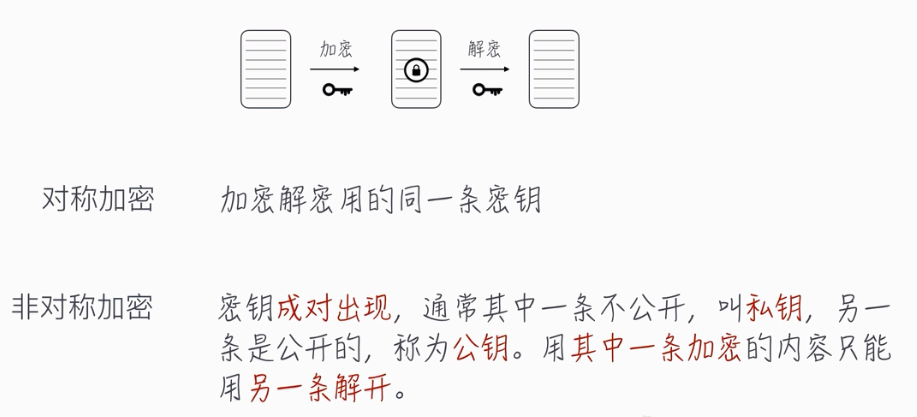 加密
解密
对称加密
加密解密用的同一条密钥
非对称加密
密钥成对出现，通常其中一条不公开，叫私钥，另一
条是公开的，称为公钥。用其中一条加密的内容只能
用另一条解开。